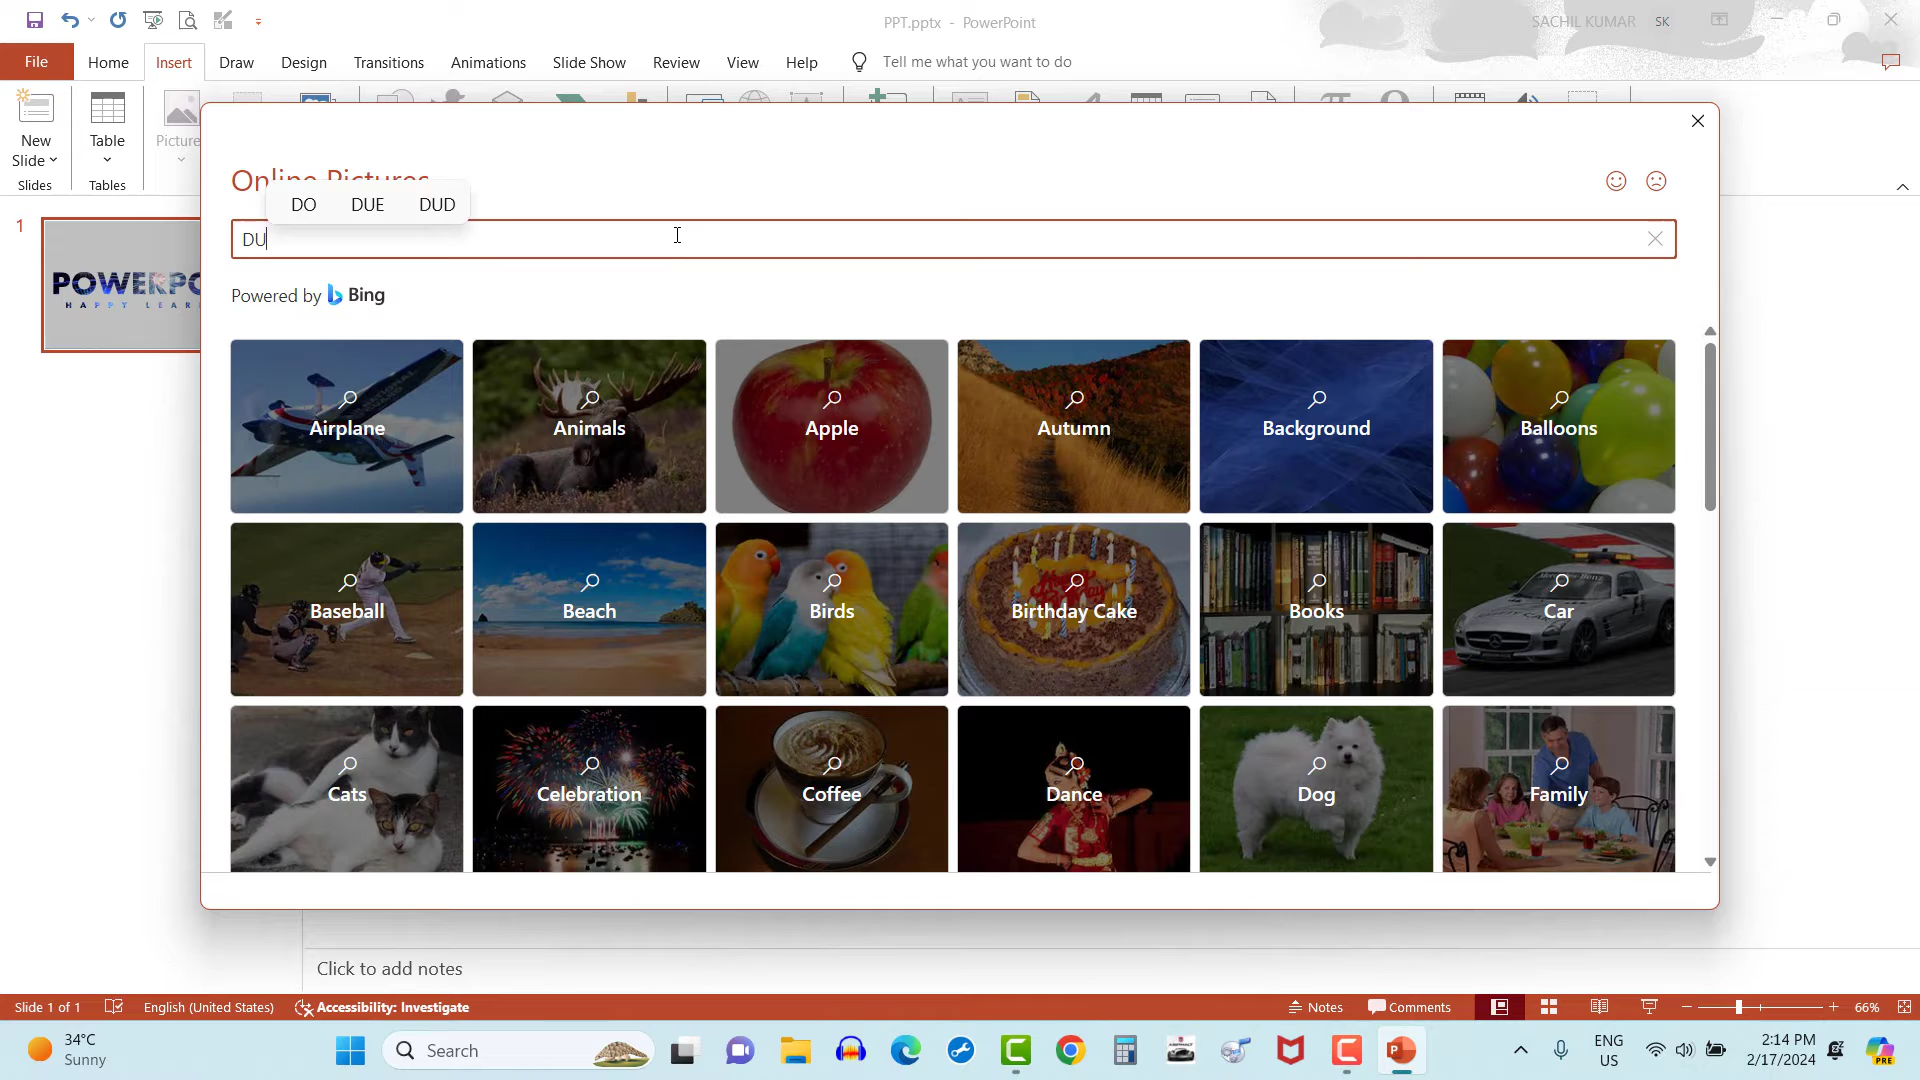 PPT.pptx - PowerPoint
SACHIL KUMAR SK
File Home Insert Draw Design Transitions Animations Slide Show Review View Help Tell me what you want to do
New
Slide
Slides
Table
Tables
Online Pictures
DO DUE DUD
DU
Powered by Bing
Airplane Animals Apple Autumn Background Balloons
Baseball Beach Birds Birthday Cake Books Car
Cats Celebration Coffee Dance Dog Family
1
Click to add notes
Slide 1 of 1 English (United States) Accessibility: Investigate Notes Comments 66%
34°C
Sunny
Search
ENG
US
2:14 PM
2/17/2024
PRE